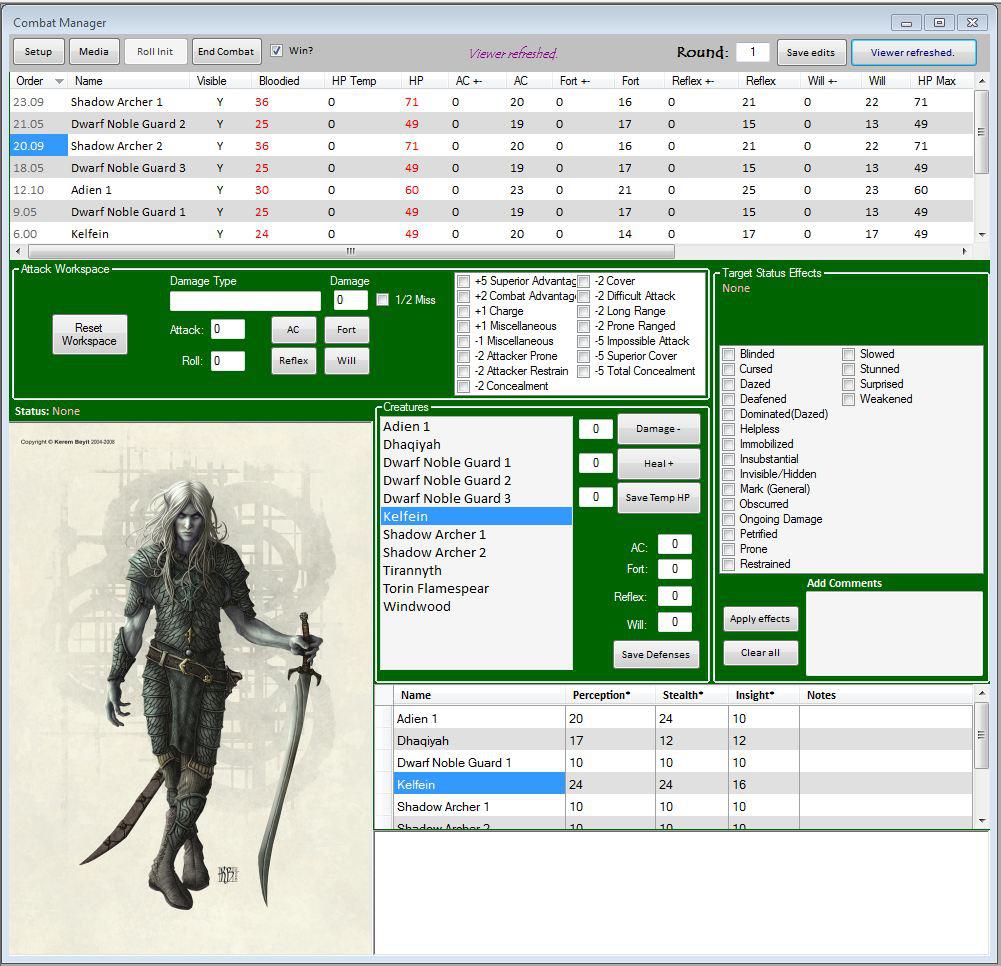 Combat Manager
Setup Media Roll Init End Combat Win? Viewer refreshed. Round: 1 Save edits Viewer refreshed.
Order Name Visible Bloodied HP Temp HP AC +- AC Fort +- Fort Reflex +- Reflex Will +- Will HP Max
23.09 Shadow Archer 1 Y 36 0 71 0 20 0 16 0 21 0 22 71
21.05 Dwarf Noble Guard 2 Y 25 0 49 0 19 0 17 0 15 0 13 49
20.09 Shadow Archer 2 Y 36 0 71 0 20 0 16 0 21 0 22 71
18.05 Dwarf Noble Guard 3 Y 25 0 49 0 19 0 17 0 15 0 13 49
12.10 Adien 1 Y 30 0 60 0 23 0 21 0 25 0 23 60
9.05 Dwarf Noble Guard 1 Y 25 0 49 0 19 0 17 0 15 0 13 49
6.00 Kelfein Y 24 0 49 0 20 0 14 0 17 0 17 49
Attack Workspace
Damage Type Damage
0 1/2 Miss
Reset Workspace
Attack: 0 AC Fort
Roll: 0 Reflex Will
+5 Superior Advantag -2 Cover
+2 Combat Advantag -2 Difficult Attack
+1 Charge -2 Long Range
+1 Miscellaneous -2 Prone Ranged
-1 Miscellaneous -5 Impossible Attack
-2 Attacker Prone -5 Superior Cover
-2 Attacker Restrain -5 Total Concealment
-2 Concealment
Target Status Effects
None
Blinded Slowed
Cursed Stunned
Dazed Surprised
Deafened Weakened
Dominated(Dazed)
Helpless
Immobilized
Insubstantial
Invisible/Hidden
Mark (General)
Obscurred
Ongoing Damage
Petrified
Prone
Restrained
Add Comments
Apply effects
Clear all
Status: None
Copyright © Kerem Beyit 2004-2008
Creatures
Adien 1
Dhaqiyah
Dwarf Noble Guard 1
Dwarf Noble Guard 2
Dwarf Noble Guard 3
Kelfein
Shadow Archer 1
Shadow Archer 2
Tirannyth
Torin Flamespear
Windwood
0 Damage -
0 Heal +
0 Save Temp HP
AC: 0
Fort: 0
Reflex: 0
Will: 0
Save Defenses
Name Perception* Stealth* Insight* Notes
Adien 1 20 24 10
Dhaqiyah 17 12 12
Dwarf Noble Guard 1 10 10 10
Kelfein 24 24 16
Shadow Archer 1 10 10 10
Shadow Archer 2 10 10 10